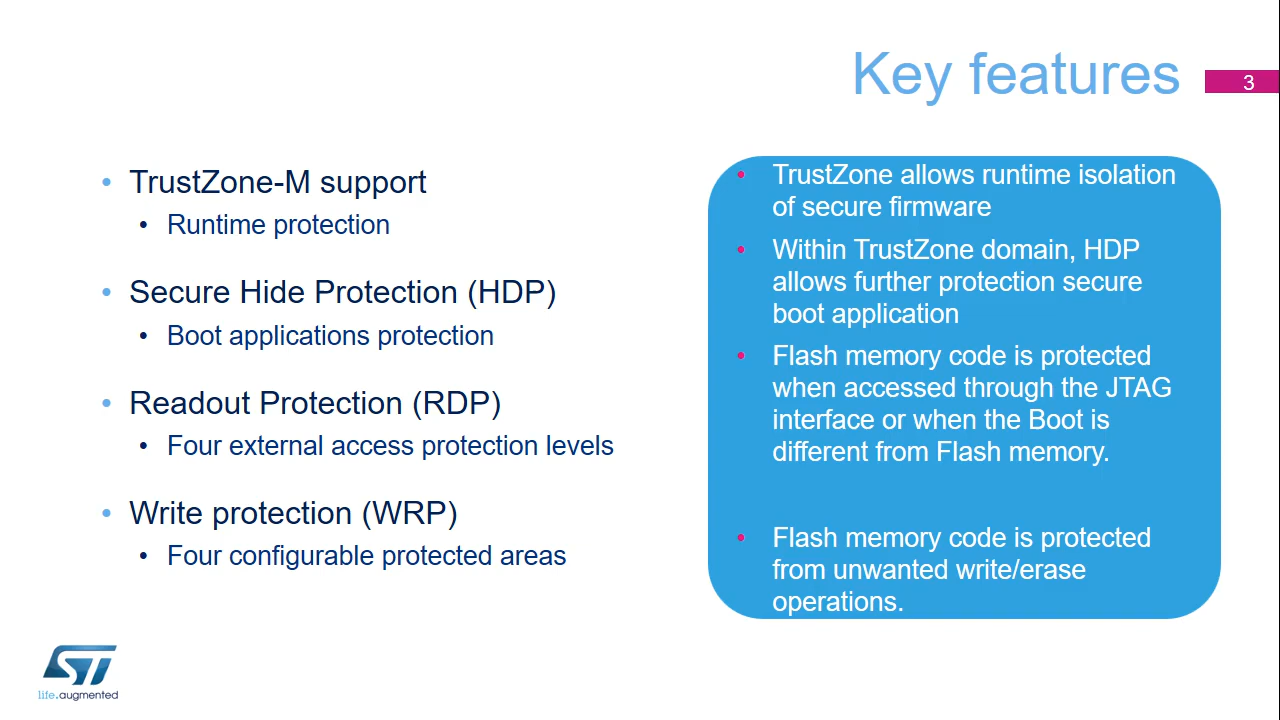 Key features
3
• TrustZone-M support
• Runtime protection
• Secure Hide Protection (HDP)
• Boot applications protection
• Readout Protection (RDP)
• Four external access protection levels
• Write protection (WRP)
• Four configurable protected areas
• TrustZone allows runtime isolation
of secure firmware
• Within TrustZone domain, HDP
allows further protection secure
boot application
• Flash memory code is protected
when accessed through the JTAG
interface or when the Boot is
different from Flash memory.
• Flash memory code is protected
from unwanted write/erase
operations.
ST
life.augmented